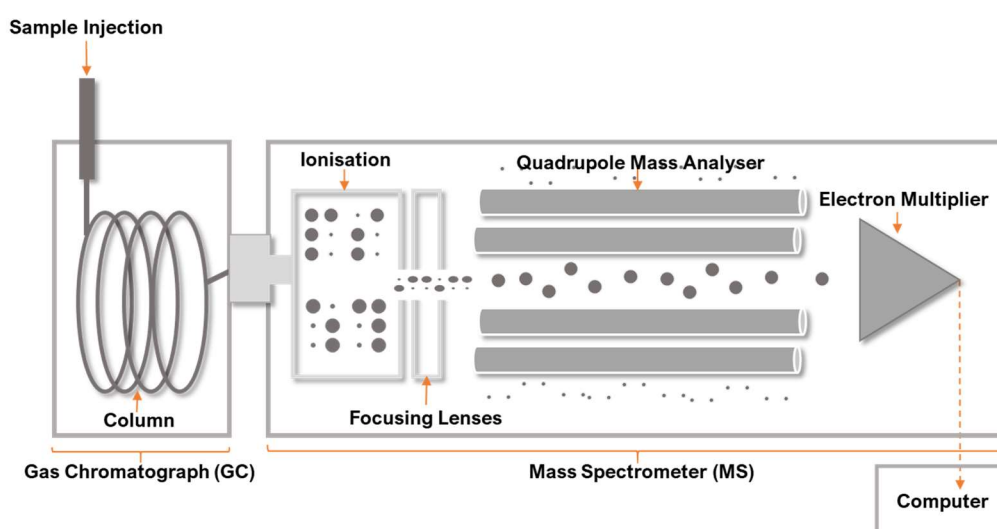 Sample Injection
Ionisation
Quadrupole Mass Analyser
Electron Multiplier
Column
Focusing Lenses
Gas Chromatograph (GC)
Mass Spectrometer (MS)
Computer